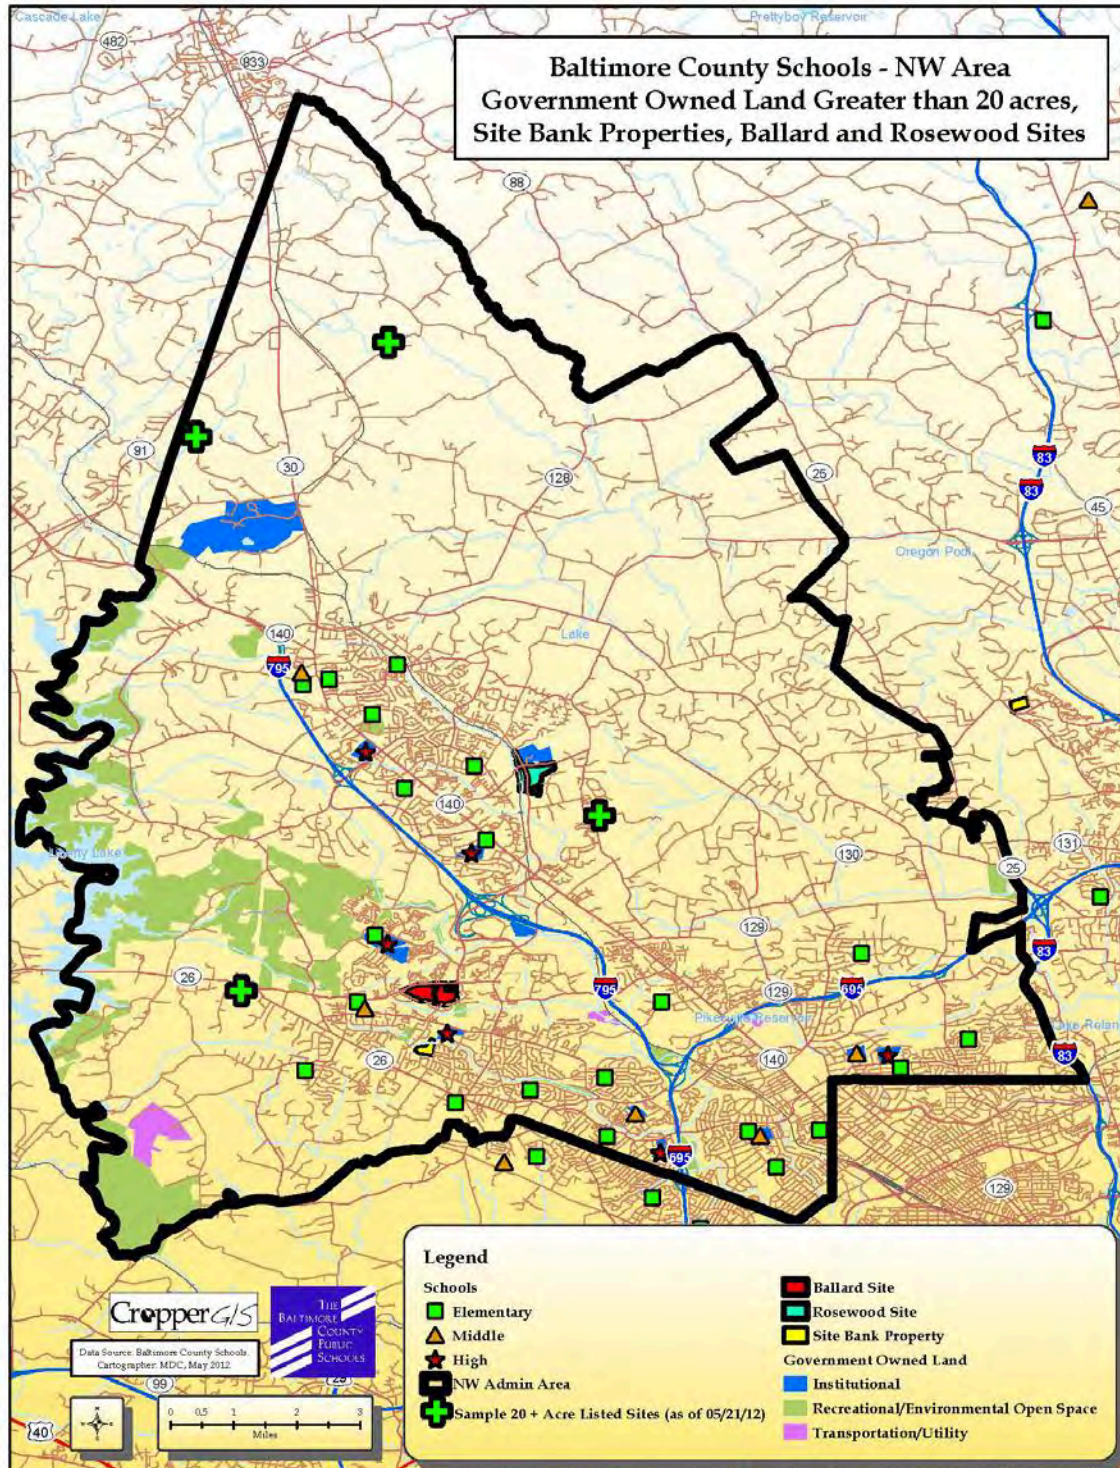 Cascade Lake
Prettyboy Reservoir
482
833
Baltimore County Schools - NW Area
Government Owned Land Greater than 20 acres,
Site Bank Properties, Ballard and Rosewood Sites
88
83
91
30
128
25
83
45
Oregon Pool
140
Lake
795
140
Liberty Lake
130
131
25
129
83
26
795
129
695
Pikesville Reservoir
Lake Rolan
26
140
83
695
129
Legend
Schools
Elementary
Middle
High
NW Admin Area
Sample 20 + Acre Listed Sites (as of 05/21/12)
Ballard Site
Rosewood Site
Site Bank Property
Government Owned Land
Institutional
Recreational/Environmental Open Space
Transportation/Utility
Cropper GIS
THE
BALTIMORE
COUNTY
PUBLIC
SCHOOLS
Data Source: Baltimore County Schools.
Cartographer: MDC, May 2012
99
29
40
0 0.5 1 2 3
Miles